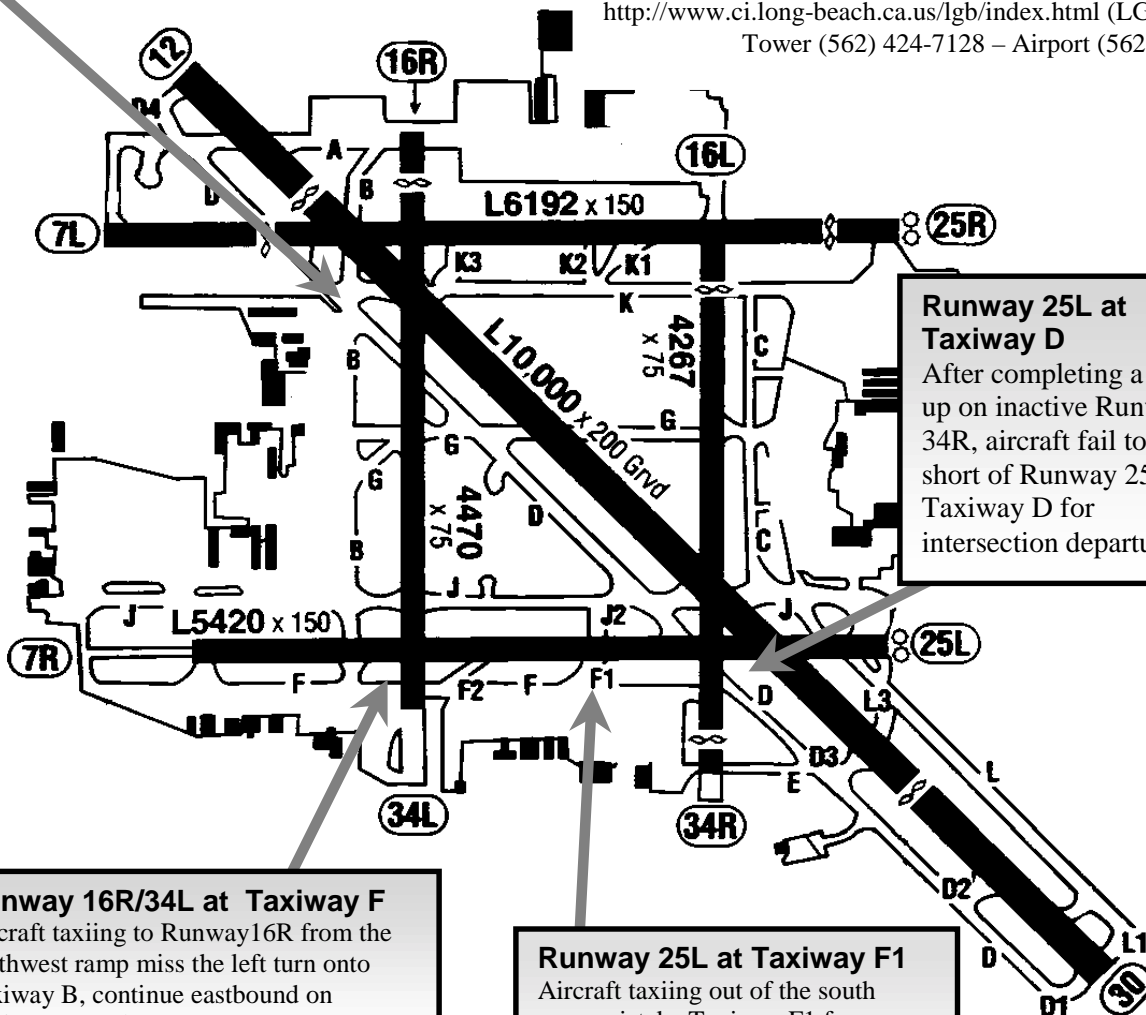 http://www.ci.long-beach.ca.us/lgb/index.html (LG
Tower (562) 424-7128 – Airport (562
12
16R
D4
16L
A
B
D
L6192 x 150
7L
25R
K3
K2
K1
K
Runway 25L at
Taxiway D
After completing a
up on inactive Run
34R, aircraft fail to
short of Runway 25
Taxiway D for
intersection departu
4267
x 75
C
B
L10,000 x 200 Grvd
G
G
G
4470
x 75
D
B
C
J
J
L5420 x 150
J2
J
7R
25L
F
F2
F
F1
D
L3
D3
E
L
34L
34R
D2
nway 16R/34L at Taxiway F
craft taxiing to Runway16R from the
thwest ramp miss the left turn onto
xiway B, continue eastbound on
Runway 25L at Taxiway F1
Aircraft taxiing out of the south
L1
D
30
D1